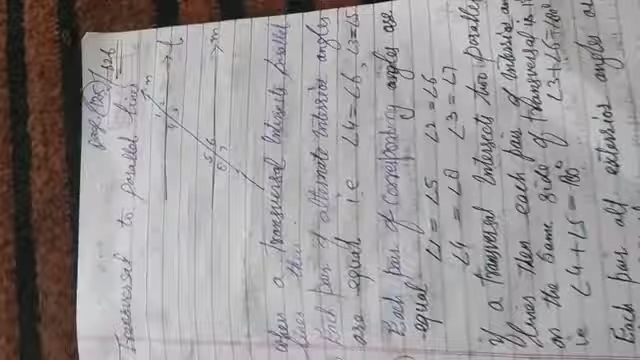 Transversal to parallel lines
l
m
n
when a transversal Intersects parallel
lines then
Each pair of alternate interior angles
are equal i.e ∠4 = ∠6, ∠3 = ∠5
Each pair of corresponding angles are
equal ∠1 = ∠5 ∠2 = ∠6
∠4 = ∠8 ∠3 = ∠7
if a transversal Intersects two parallel
lines then each pair of Interior an
on the same side of transversal is
ie ∠4 + ∠5 = 180° ∠3 + ∠6 = 180°
Each pair of exterior angles a